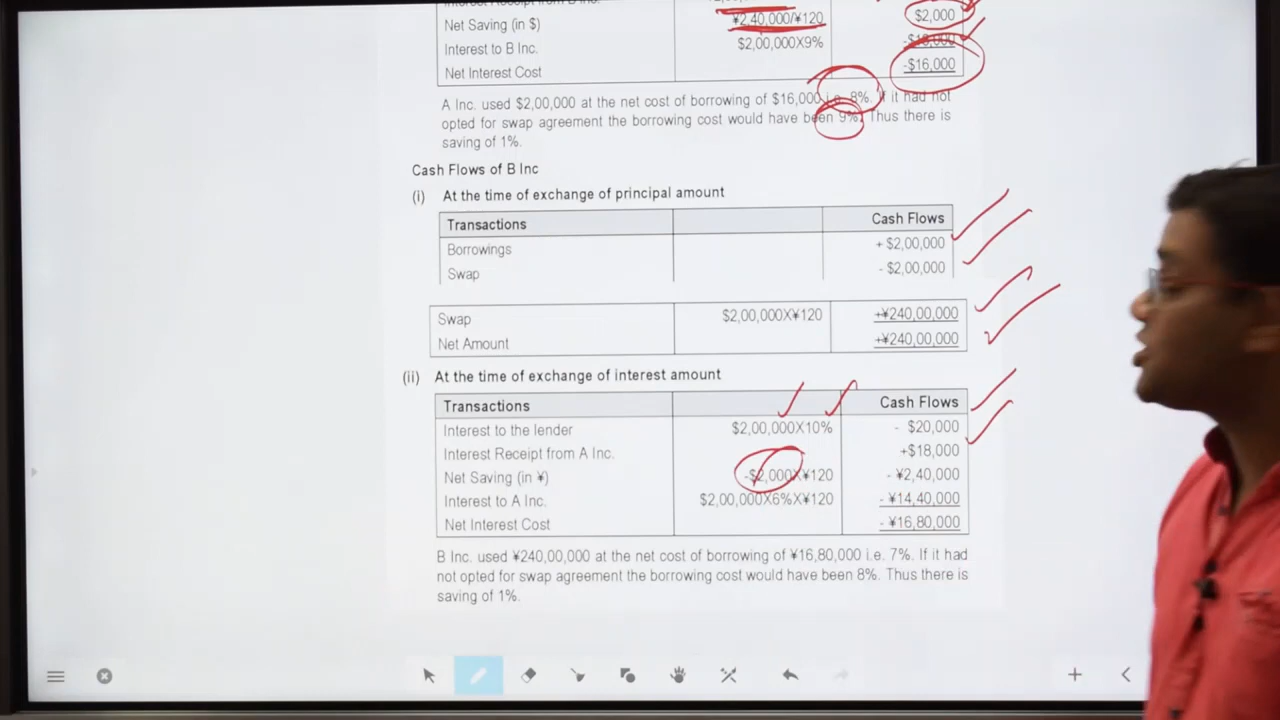 Net Saving (in $) ¥2,40,000/¥120 $2,000
Interest to B Inc. $2,00,000X9% -$18,000
Net Interest Cost -$16,000
A Inc. used $2,00,000 at the net cost of borrowing of $16,000 i.e. 8%. If it had not
opted for swap agreement the borrowing cost would have been 9%. Thus there is
saving of 1%.
Cash Flows of B Inc
(i) At the time of exchange of principal amount
Transactions Cash Flows
Borrowings + $2,00,000
Swap - $2,00,000
Swap $2,00,000X¥120 +¥240,00,000
Net Amount +¥240,00,000
(ii) At the time of exchange of interest amount
Transactions Cash Flows
Interest to the lender $2,00,000X10% - $20,000
Interest Receipt from A Inc. +$18,000
Net Saving (in ¥) -$2,000X¥120 - ¥2,40,000
Interest to A Inc. $2,00,000X6%X¥120 - ¥14,40,000
Net Interest Cost - ¥16,80,000
B Inc. used ¥240,00,000 at the net cost of borrowing of ¥16,80,000 i.e. 7%. If it had
not opted for swap agreement the borrowing cost would have been 8%. Thus there is
saving of 1%.